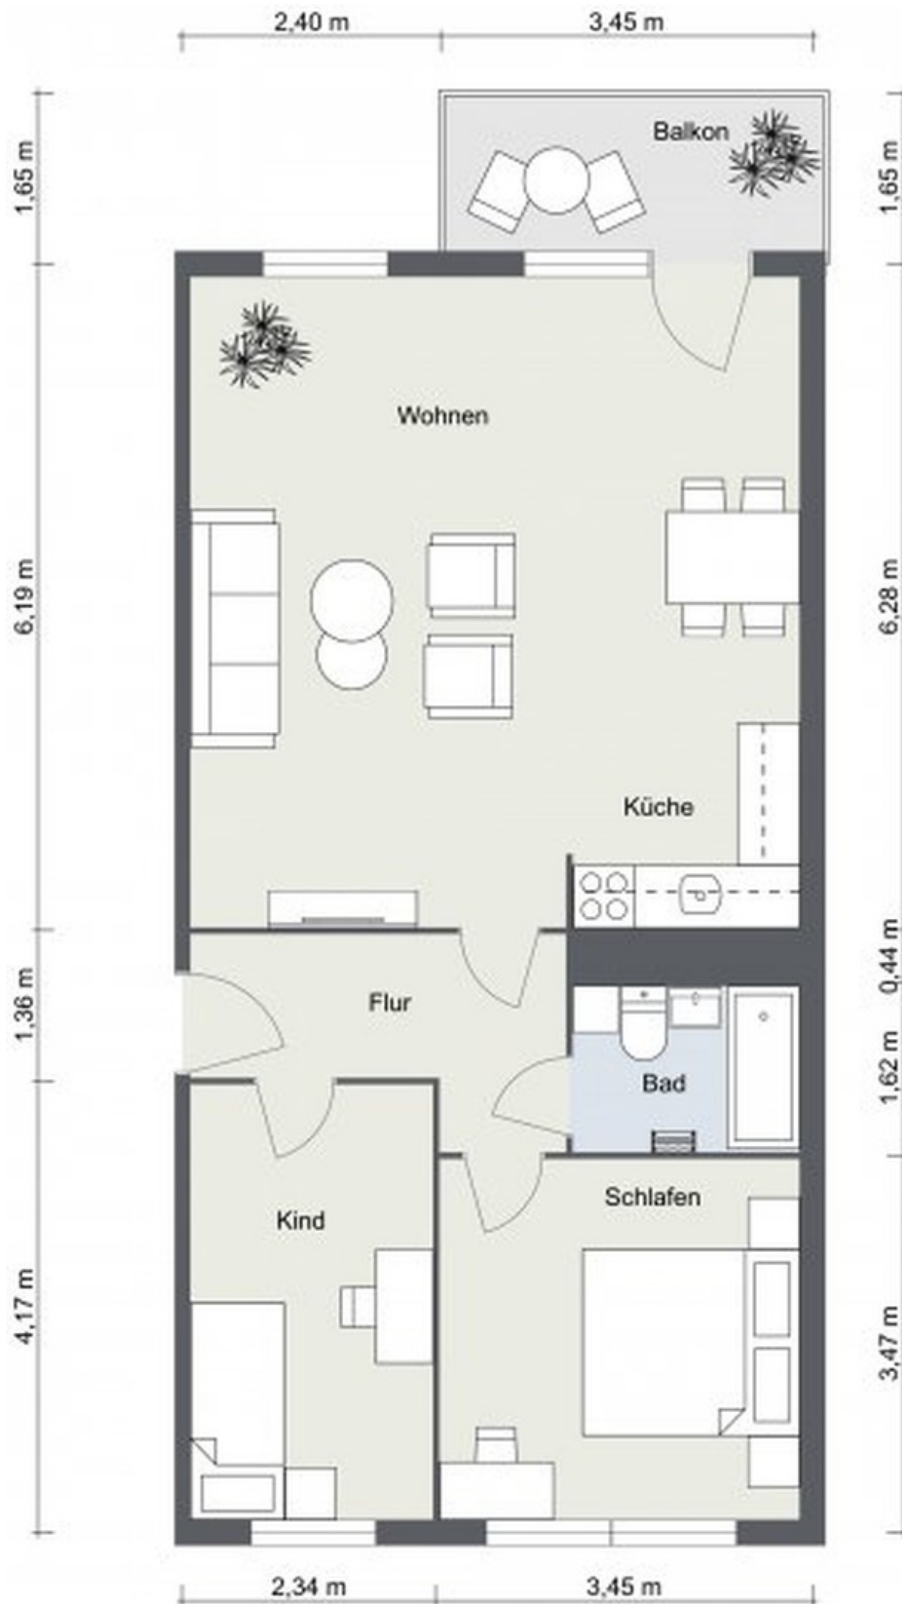 2,40 m
3,45 m
1,65 m
Balkon
1,65 m
Wohnen
6,19 m
6,28 m
Küche
0,44 m
1,36 m
Flur
1,62 m
Bad
Schlafen
Kind
4,17 m
3,47 m
2,34 m
3,45 m